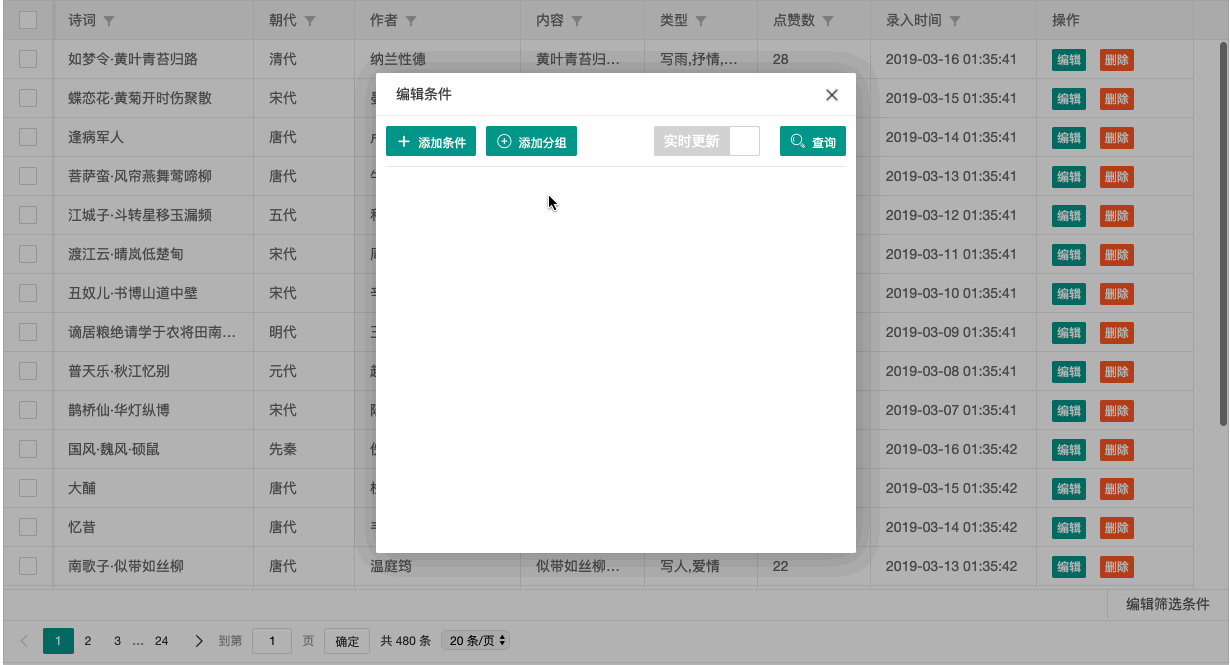 诗词 朝代 作者 内容 类型 点赞数 录入时间 操作
如梦令·黄叶青苔归路 清代 纳兰性德 黄叶青苔归… 写雨,抒情,… 28 2019-03-16 01:35:41 编辑 删除
编辑条件
蝶恋花·黄菊开时伤聚散 宋代 2019-03-15 01:35:41 编辑 删除
添加条件 添加分组 实时更新 查询
逢病军人 唐代 2019-03-14 01:35:41 编辑 删除
菩萨蛮·风帘燕舞莺啼柳 唐代 2019-03-13 01:35:41 编辑 删除
江城子·斗转星移玉漏频 五代 2019-03-12 01:35:41 编辑 删除
渡江云·晴岚低楚甸 宋代 2019-03-11 01:35:41 编辑 删除
丑奴儿·书博山道中壁 宋代 2019-03-10 01:35:41 编辑 删除
谪居粮绝请学于农将田南… 明代 2019-03-09 01:35:41 编辑 删除
普天乐·秋江忆别 元代 2019-03-08 01:35:41 编辑 删除
鹊桥仙·华灯纵博 宋代 2019-03-07 01:35:41 编辑 删除
国风·魏风·硕鼠 先秦 2019-03-16 01:35:42 编辑 删除
大酺 唐代 2019-03-15 01:35:42 编辑 删除
忆昔 唐代 2019-03-14 01:35:42 编辑 删除
南歌子·似带如丝柳 唐代 温庭筠 似带如丝柳… 写人,爱情 22 2019-03-13 01:35:42 编辑 删除
编辑筛选条件
1 2 3 … 24 到第 1 页 确定 共 480 条 20 条/页